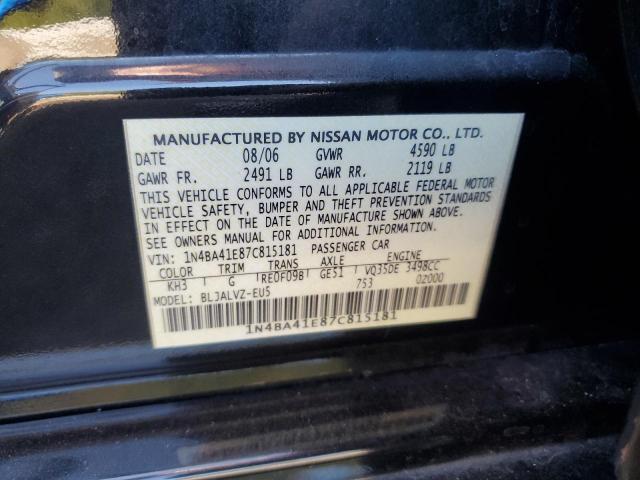 MANUFACTURED BY NISSAN MOTOR CO., LTD.
DATE 08/06 GVWR 4590 LB
GAWR FR. 2491 LB GAWR RR. 2119 LB
THIS VEHICLE CONFORMS TO ALL APPLICABLE FEDERAL MOTOR
VEHICLE SAFETY, BUMPER AND THEFT PREVENTION STANDARDS
IN EFFECT ON THE DATE OF MANUFACTURE SHOWN ABOVE.
SEE OWNERS MANUAL FOR ADDITIONAL INFORMATION.
VIN: 1N4BA41E87C815181 PASSENGER CAR
COLOR TRIM TRANS AXLE ENGINE
KH3 G RE0F09B GE51 VQ35DE 3498CC
MODEL: BLJALVZ-EU5 753 02000
1N4BA41E87C815181